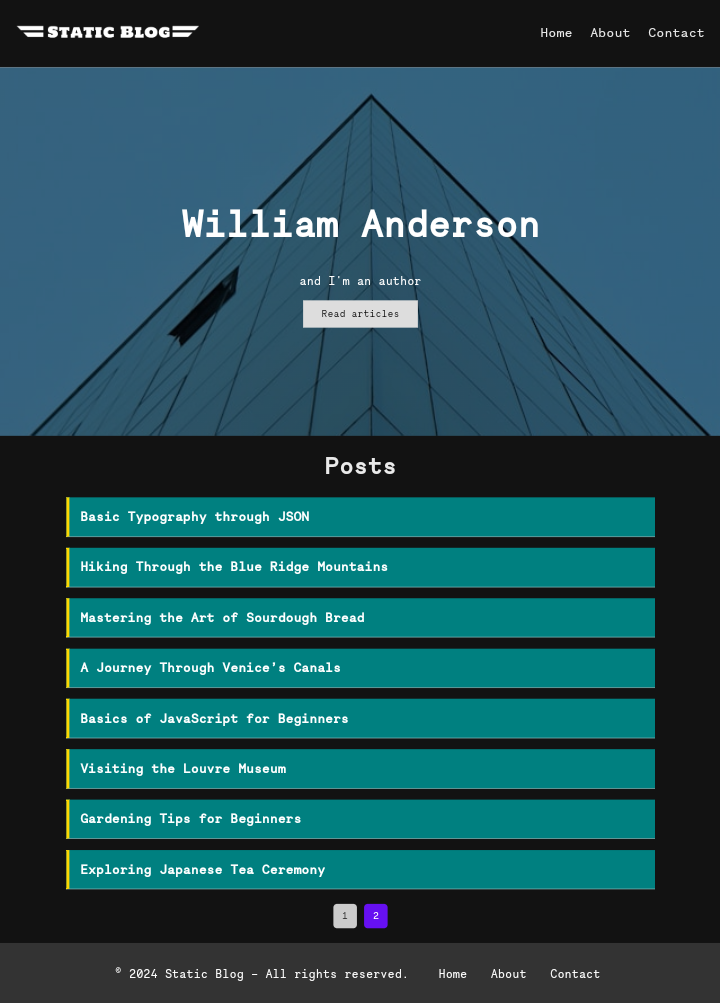 STATIC BLOG
Home About Contact
William Anderson
and I'm an author
Read articles
Posts
Basic Typography through JSON
Hiking Through the Blue Ridge Mountains
Mastering the Art of Sourdough Bread
A Journey Through Venice's Canals
Basics of JavaScript for Beginners
Visiting the Louvre Museum
Gardening Tips for Beginners
Exploring Japanese Tea Ceremony
1 2
© 2024 Static Blog - All rights reserved. Home About Contact